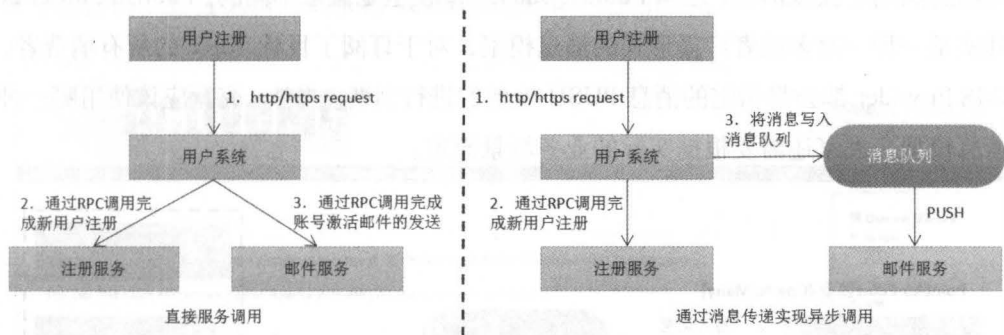 用户注册
1. http/https reguest
用户系统
2. 通过RPC调用完
成新用户注册
3. 通过RPC调用完成
账号激活邮件的发送
注册服务
邮件服务
直接服务调用
用户注册
1. http/https request
用户系统
3. 将消息写入
消息队列
消息队列
2. 通过RPC调用完
成新用户注册
PUSH
注册服务
邮件服务
通过消息传递实现异步调用